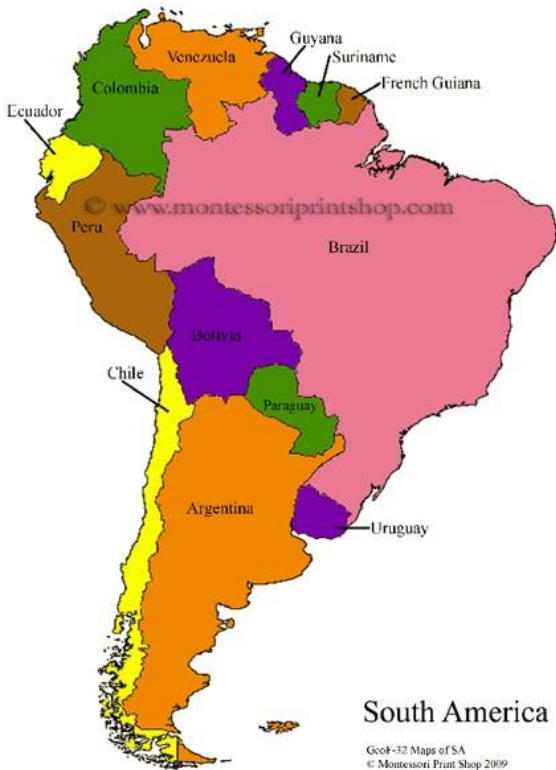 Guyana
Suriname
Venezuela
French Guiana
Colombia
Ecuador
© www.montessoriprintshop.com
Peru
Brazil
Bolivia
Chile
Paraguay
Argentina
Uruguay
South America
GeoF-32 Maps of SA
© Montessori Print Shop 2009